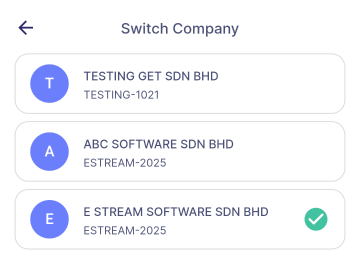 Switch Company
T
TESTING GET SDN BHD
TESTING-1021
A
ABC SOFTWARE SDN BHD
ESTREAM-2025
E
E STREAM SOFTWARE SDN BHD
ESTREAM-2025